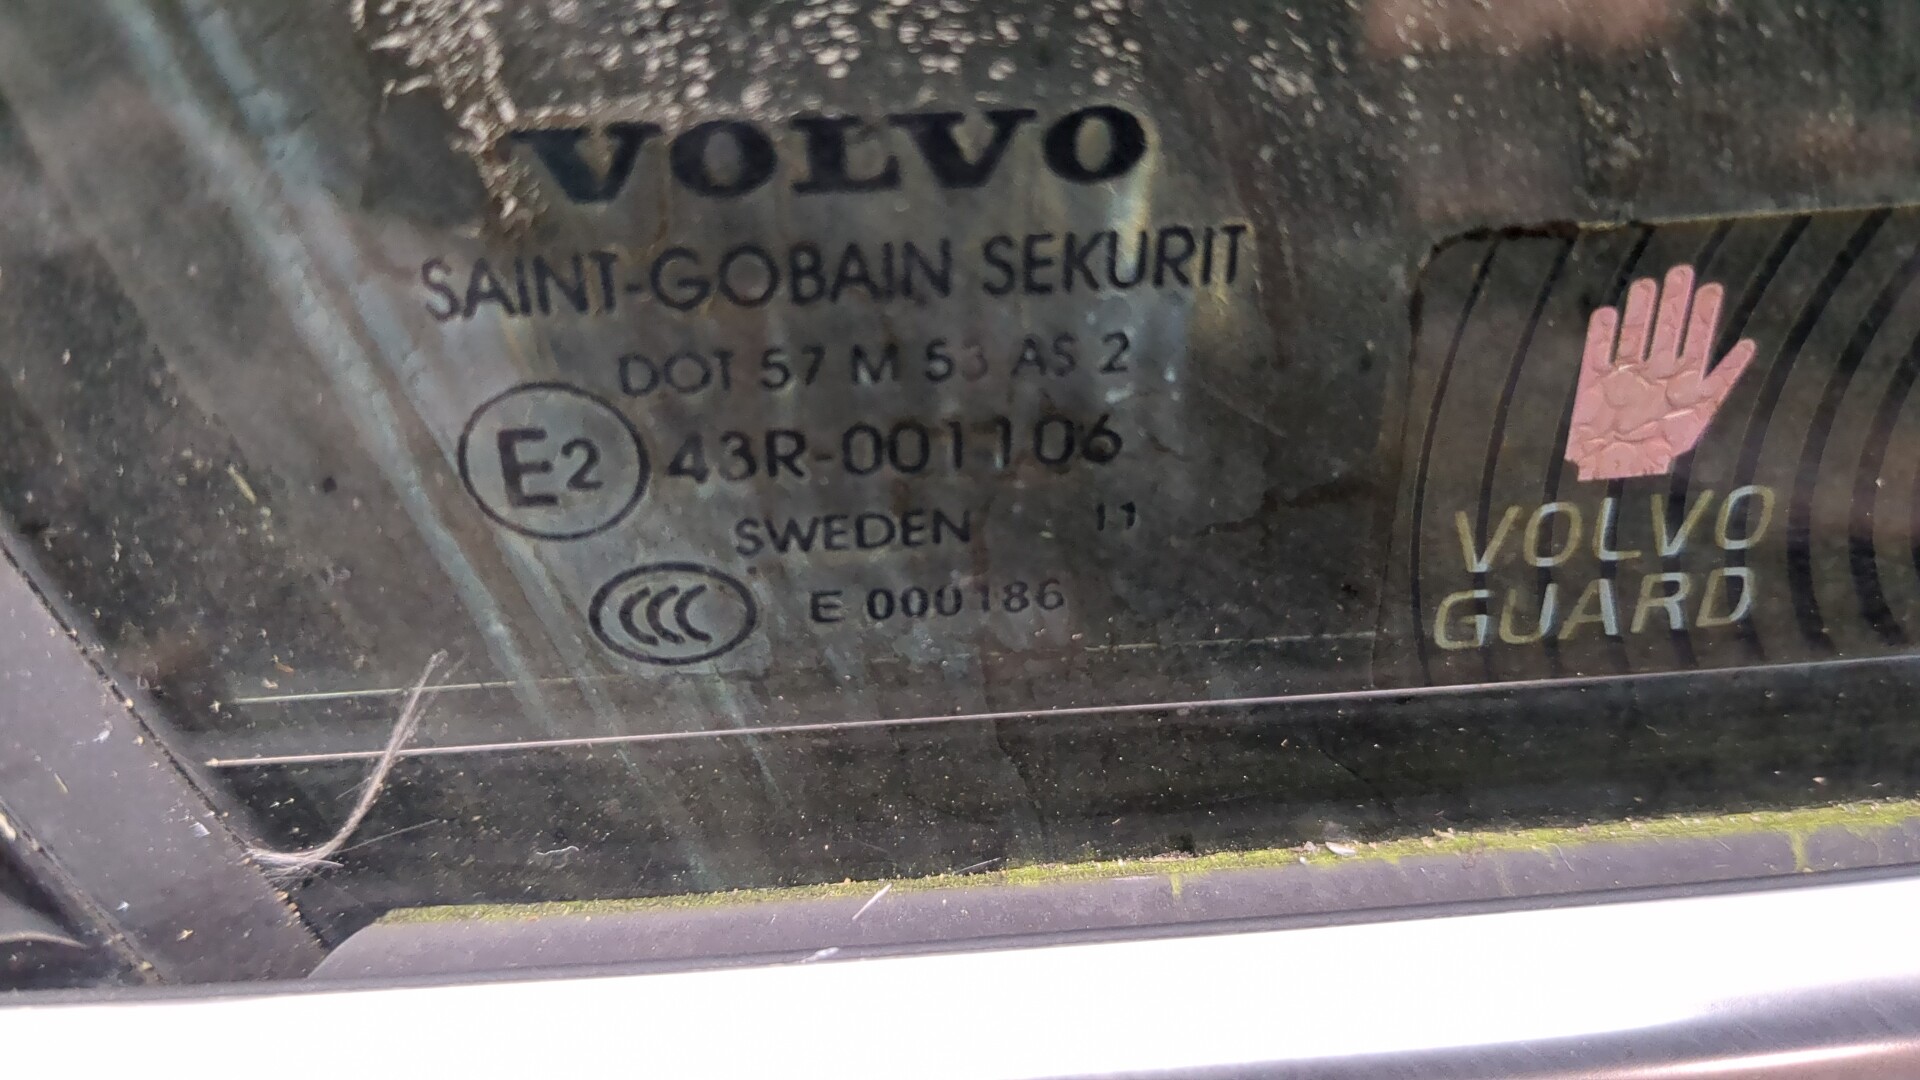 VOLVO
SAINT-GOBAIN SEKURIT
DOT 57 M 53 AS 2
E2 43R-001106
SWEDEN 11
CCC E 000186
VOLVO
GUARD